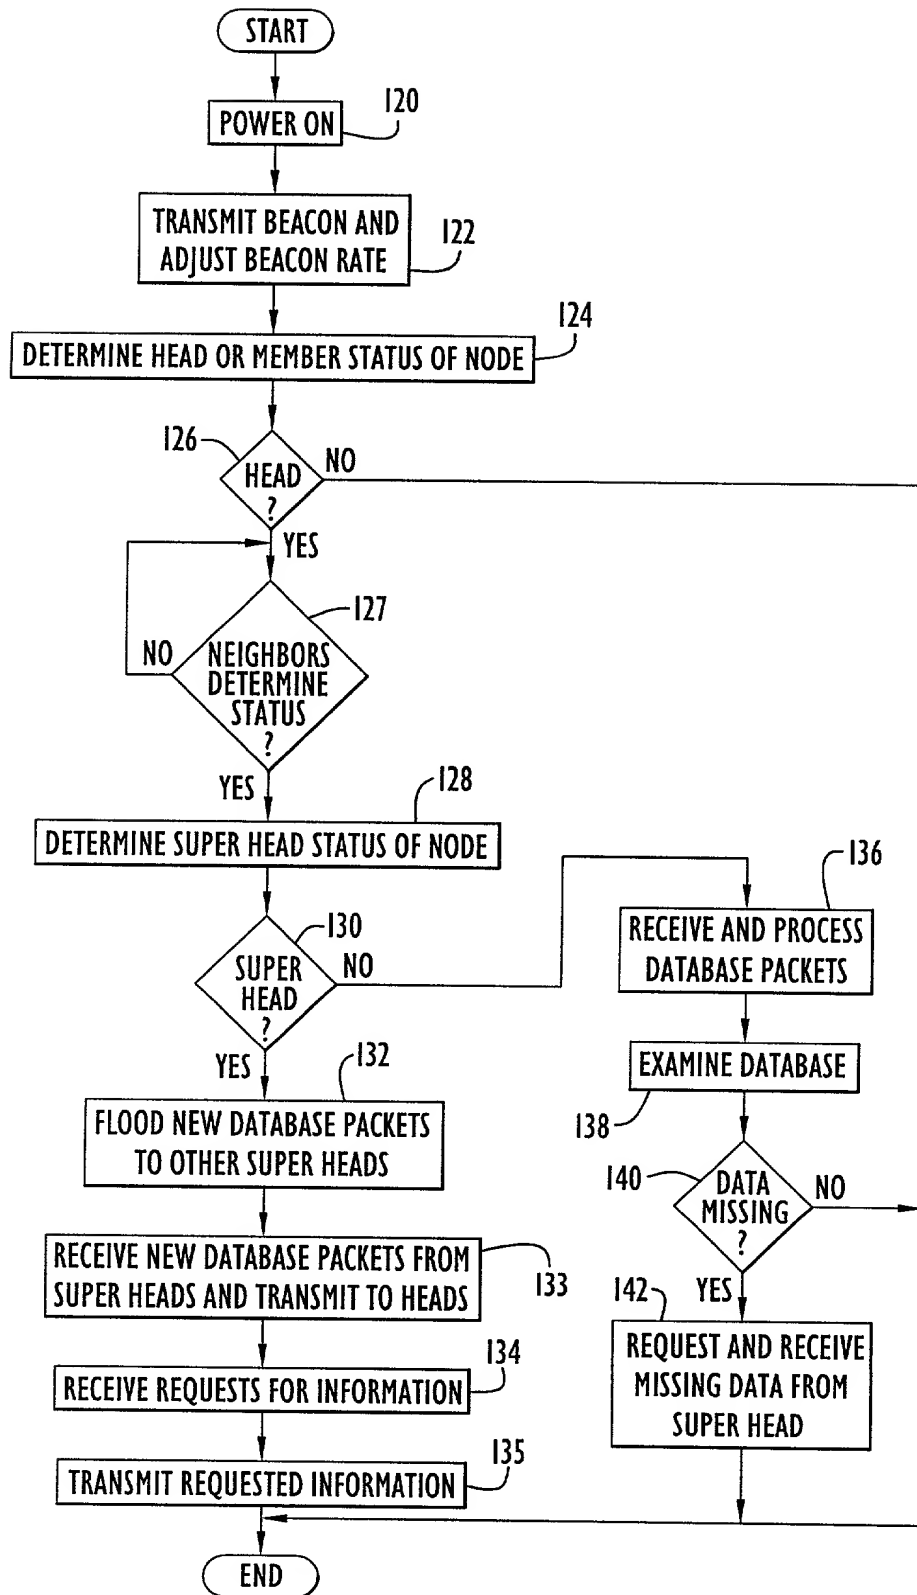 START
POWER ON
120
TRANSMIT BEACON AND
ADJUST BEACON RATE
122
124
DETERMINE HEAD OR MEMBER STATUS OF NODE
126
HEAD
?
NO
YES
127
NO
NEIGHBORS
DETERMINE
STATUS
?
YES
128
DETERMINE SUPER HEAD STATUS OF NODE
130
SUPER
HEAD
?
NO
YES
132
FLOOD NEW DATABASE PACKETS
TO OTHER SUPER HEADS
RECEIVE NEW DATABASE PACKETS FROM
SUPER HEADS AND TRANSMIT TO HEADS
133
134
RECEIVE REQUESTS FOR INFORMATION
135
TRANSMIT REQUESTED INFORMATION
END
136
RECEIVE AND PROCESS
DATABASE PACKETS
EXAMINE DATABASE
138
140
DATA
MISSING
?
NO
YES
142
REQUEST AND RECEIVE
MISSING DATA FROM
SUPER HEAD